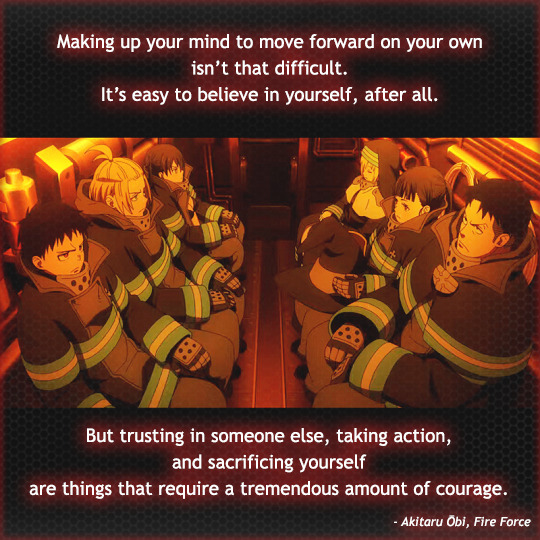 Making up your mind to move forward on your own
isn’t that difficult.
It’s easy to believe in yourself, after all.
But trusting in someone else, taking action,
and sacrificing yourself
are things that require a tremendous amount of courage.
- Akitaru Ōbi, Fire Force